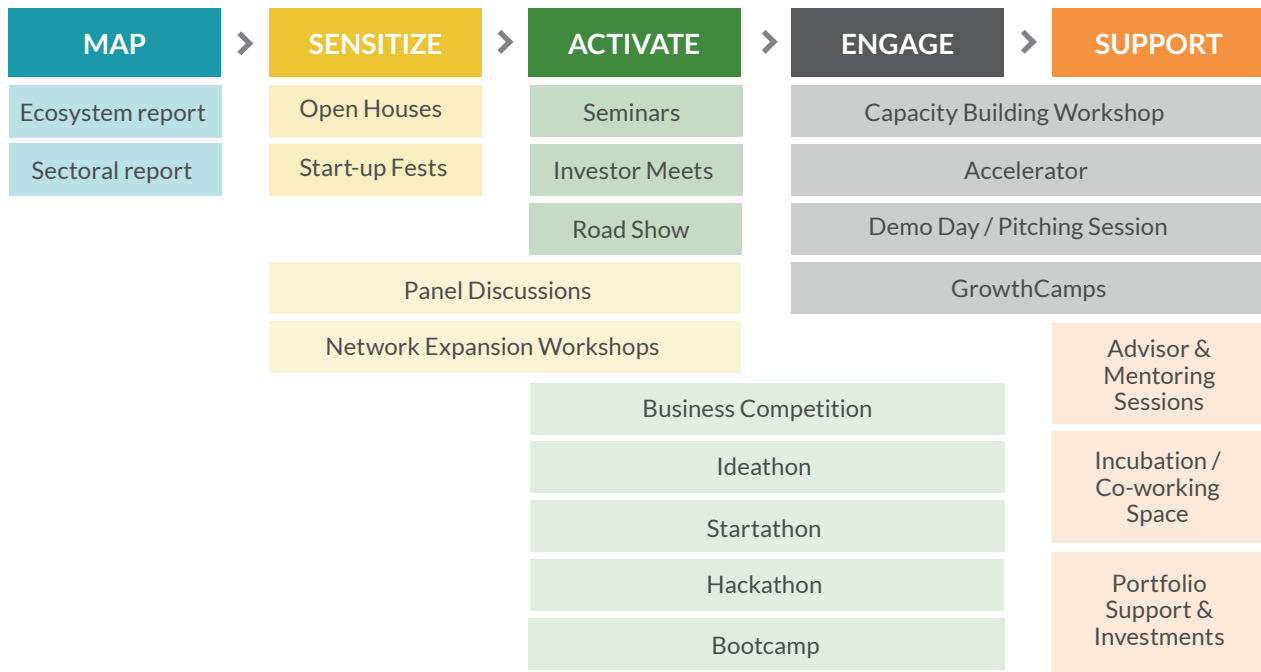 MAP
SENSITIZE
ACTIVATE
ENGAGE
SUPPORT
Ecosystem report
Sectoral report
Open Houses
Start-up Fests
Seminars
Investor Meets
Road Show
Panel Discussions
Network Expansion Workshops
Capacity Building Workshop
Accelerator
Demo Day / Pitching Session
GrowthCamps
Business Competition
Ideathon
Startathon
Hackathon
Bootcamp
Advisor &
Mentoring
Sessions
Incubation /
Co-working
Space
Portfolio
Support &
Investments